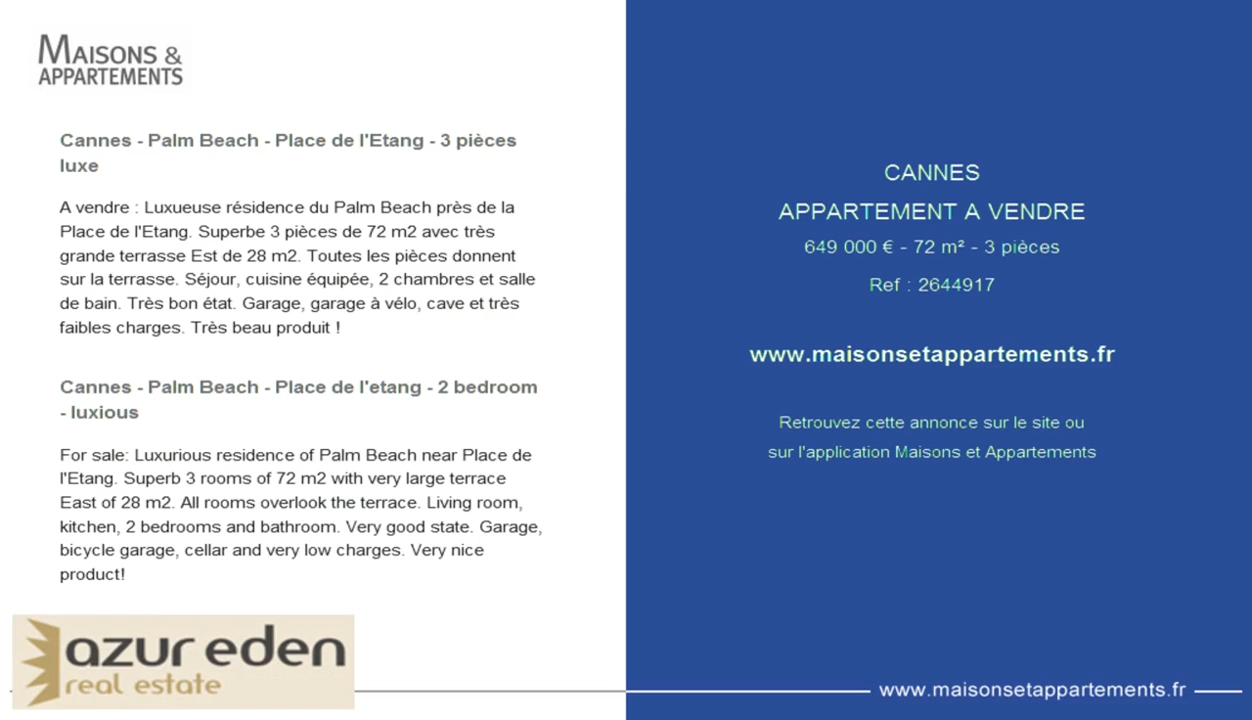 MAISONS &
APPARTEMENTS
Cannes - Palm Beach - Place de l'Etang - 3 pièces
luxe
A vendre : Luxueuse résidence du Palm Beach près de la
Place de l'Etang. Superbe 3 pièces de 72 m2 avec très
grande terrasse Est de 28 m2. Toutes les pièces donnent
sur la terrasse. Séjour, cuisine équipée, 2 chambres et salle
de bain. Très bon état. Garage, garage à vélo, cave et très
faibles charges. Très beau produit !
Cannes - Palm Beach - Place de l'etang - 2 bedroom
- luxious
For sale: Luxurious residence of Palm Beach near Place de
l'Etang. Superb 3 rooms of 72 m2 with very large terrace
East of 28 m2. All rooms overlook the terrace. Living room,
kitchen, 2 bedrooms and bathroom. Very good state. Garage,
bicycle garage, cellar and very low charges. Very nice
product!
azur eden
real estate
CANNES
APPARTEMENT A VENDRE
649 000 € - 72 m² - 3 pièces
Ref : 2644917
www.maisonsetappartements.fr
Retrouvez cette annonce sur le site ou
sur l'application Maisons et Appartements
www.maisonsetappartements.fr